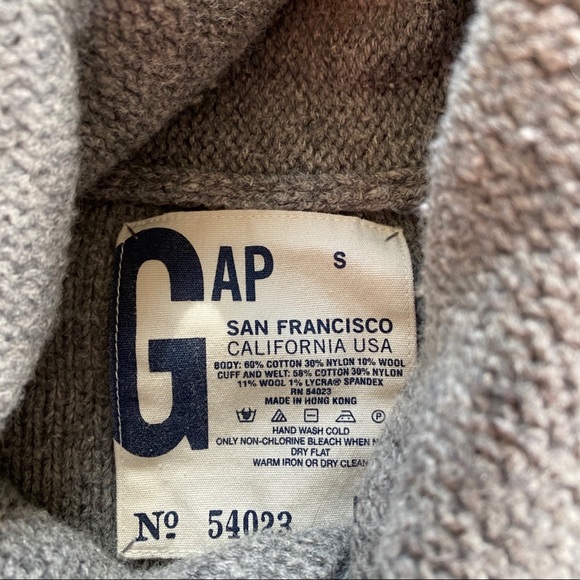 GAP S
SAN FRANCISCO
CALIFORNIA USA
BODY: 60% COTTON 30% NYLON 10% WOOL
CUFF AND WELT: 58% COTTON 30% NYLON
11% WOOL 1% LYCRA® SPANDEX
RN 54023
MADE IN HONG KONG
HAND WASH COLD
ONLY NON-CHLORINE BLEACH WHEN
DRY FLAT
WARM IRON OR DRY CLEAN
Nº 54023